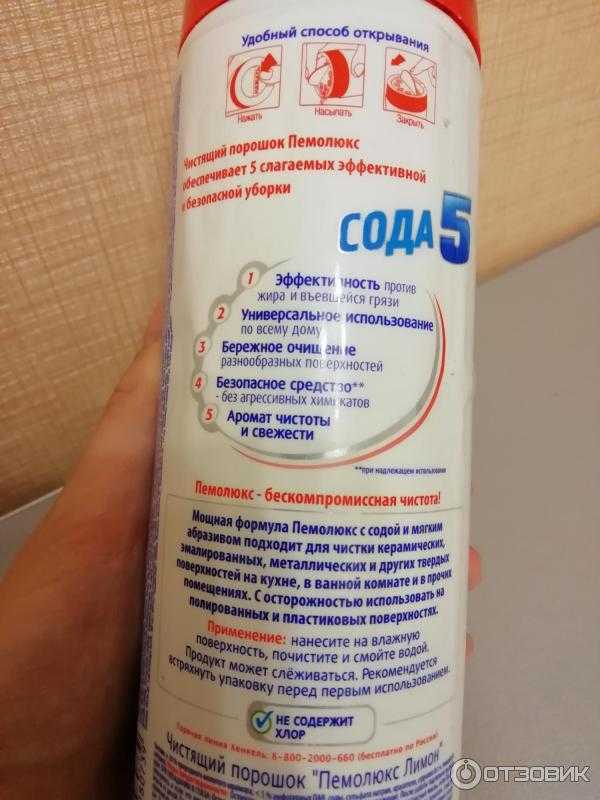 Удобный способ открывания
Нажать
Насыпать
Закрыть
Чистящий порошок Пемолюкс
обеспечивает 5 слагаемых эффективной
и безопасной уборки
СОДА 5
1 Эффективность против
жира и въевшейся грязи
2 Универсальное использование
по всему дому
3 Бережное очищение
разнообразных поверхностей
4 Безопасное средство**
- без агрессивных химикатов
5 Аромат чистоты
и свежести
**при надлежащем использовании
Пемолюкс - бескомпромиссная чистота!
Мощная формула Пемолюкс с содой и мягким
абразивом подходит для чистки керамических,
эмалированных, металлических и других твердых
поверхностей на кухне, в ванной комнате и в прочих
помещениях. С осторожностью использовать на
полированных и пластиковых поверхностях.
Применение: нанесите на влажную
поверхность, почистите и смойте водой.
Продукт может слёживаться. Рекомендуется
встряхнуть упаковку перед первым использованием.
НЕ СОДЕРЖИТ
ХЛОР
Горячая линия Хенкель: 8-800-2000-660 (бесплатно по России)
Чистящий порошок "Пемолюкс Лимон"
ОТЗОВИК